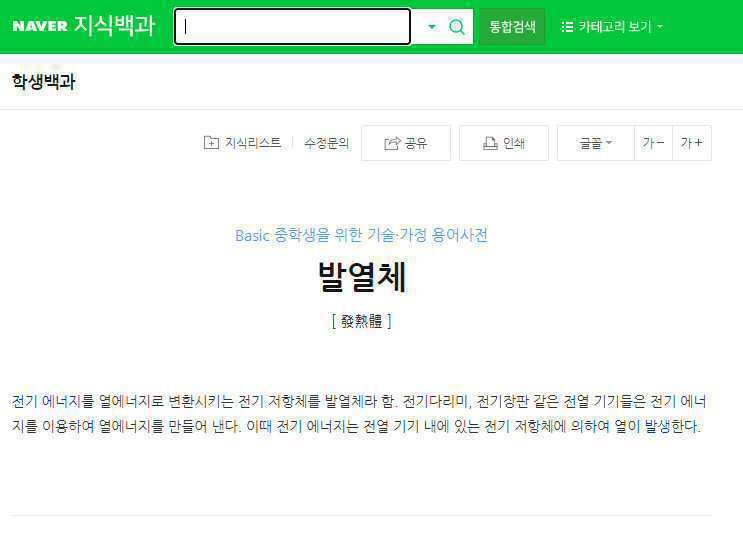 NAVER 지식백과 통합검색 카테고리 보기
학생백과
지식리스트 수정문의 공유 인쇄 글꼴 가- 가+
Basic 중학생을 위한 기술·가정 용어사전
발열체
[ 發熱體 ]
전기 에너지를 열에너지로 변환시키는 전기 저항체를 발열체라 함. 전기다리미, 전기장판 같은 전열 기기들은 전기 에너
지를 이용하여 열에너지를 만들어 낸다. 이때 전기 에너지는 전열 기기 내에 있는 전기 저항체에 의하여 열이 발생한다.